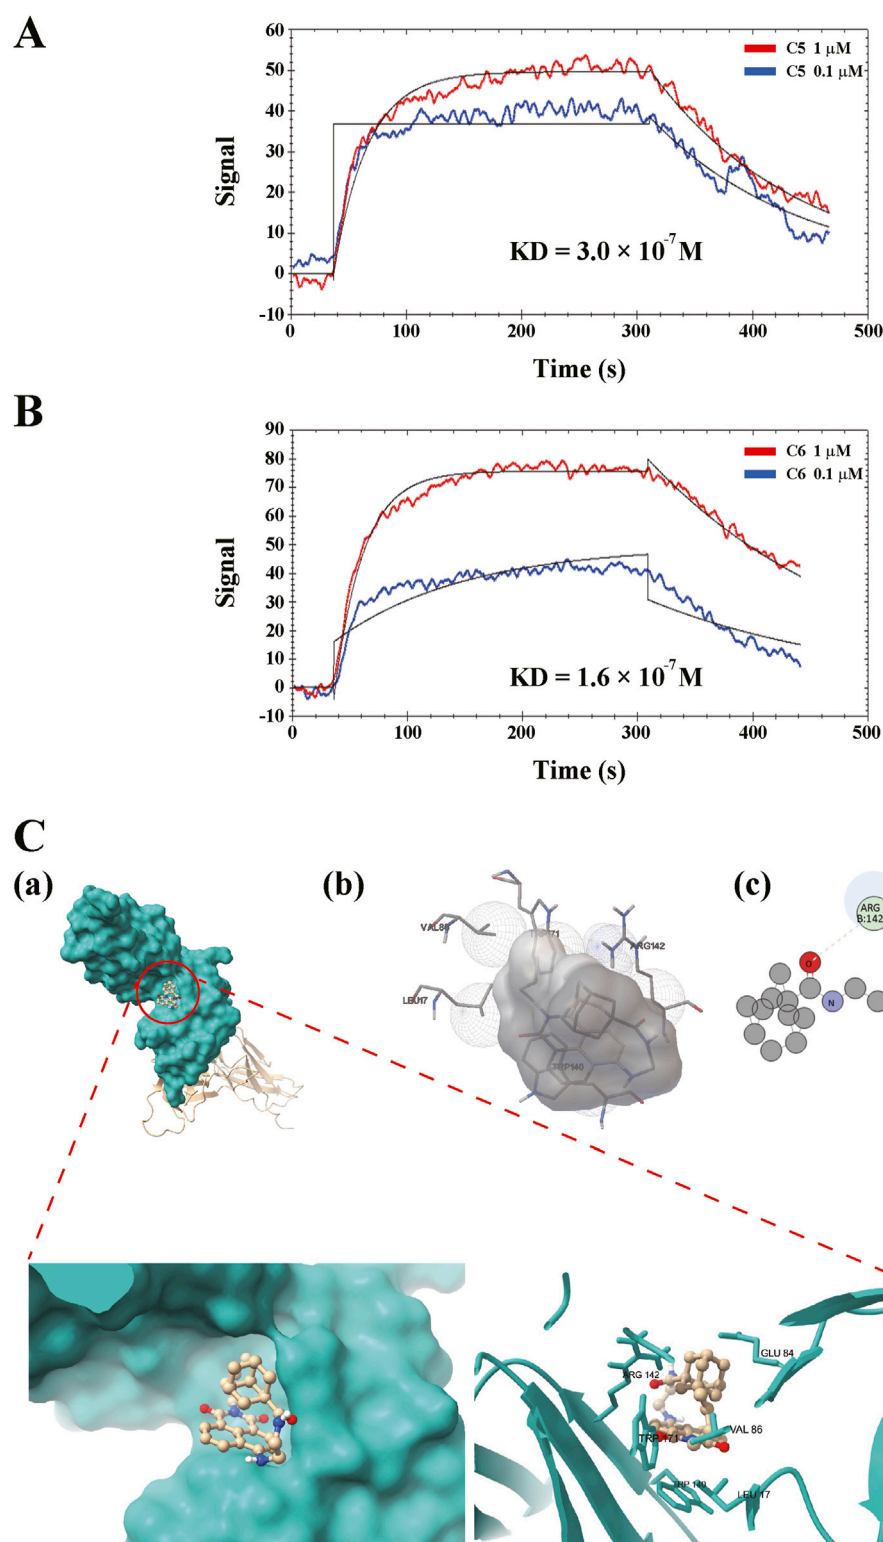 A
60
50
40
30
20
10
0
-10
Signal
C5 1 μM
C5 0.1 μM
KD = 3.0 × 10⁻⁷ M
0
100
200
300
400
500
Time (s)
B
90
80
70
60
50
40
30
20
10
0
-10
Signal
C6 1 μM
C6 0.1 μM
KD = 1.6 × 10⁻⁷ M
0
100
200
300
400
500
Time (s)
C
(a)
(b)
(c)
VAL86
ARG142
LEU17
TRP140
ARG
B:142
O
N
GLU 84
ARG 142
VAL 86
TRP 171
LEU 17